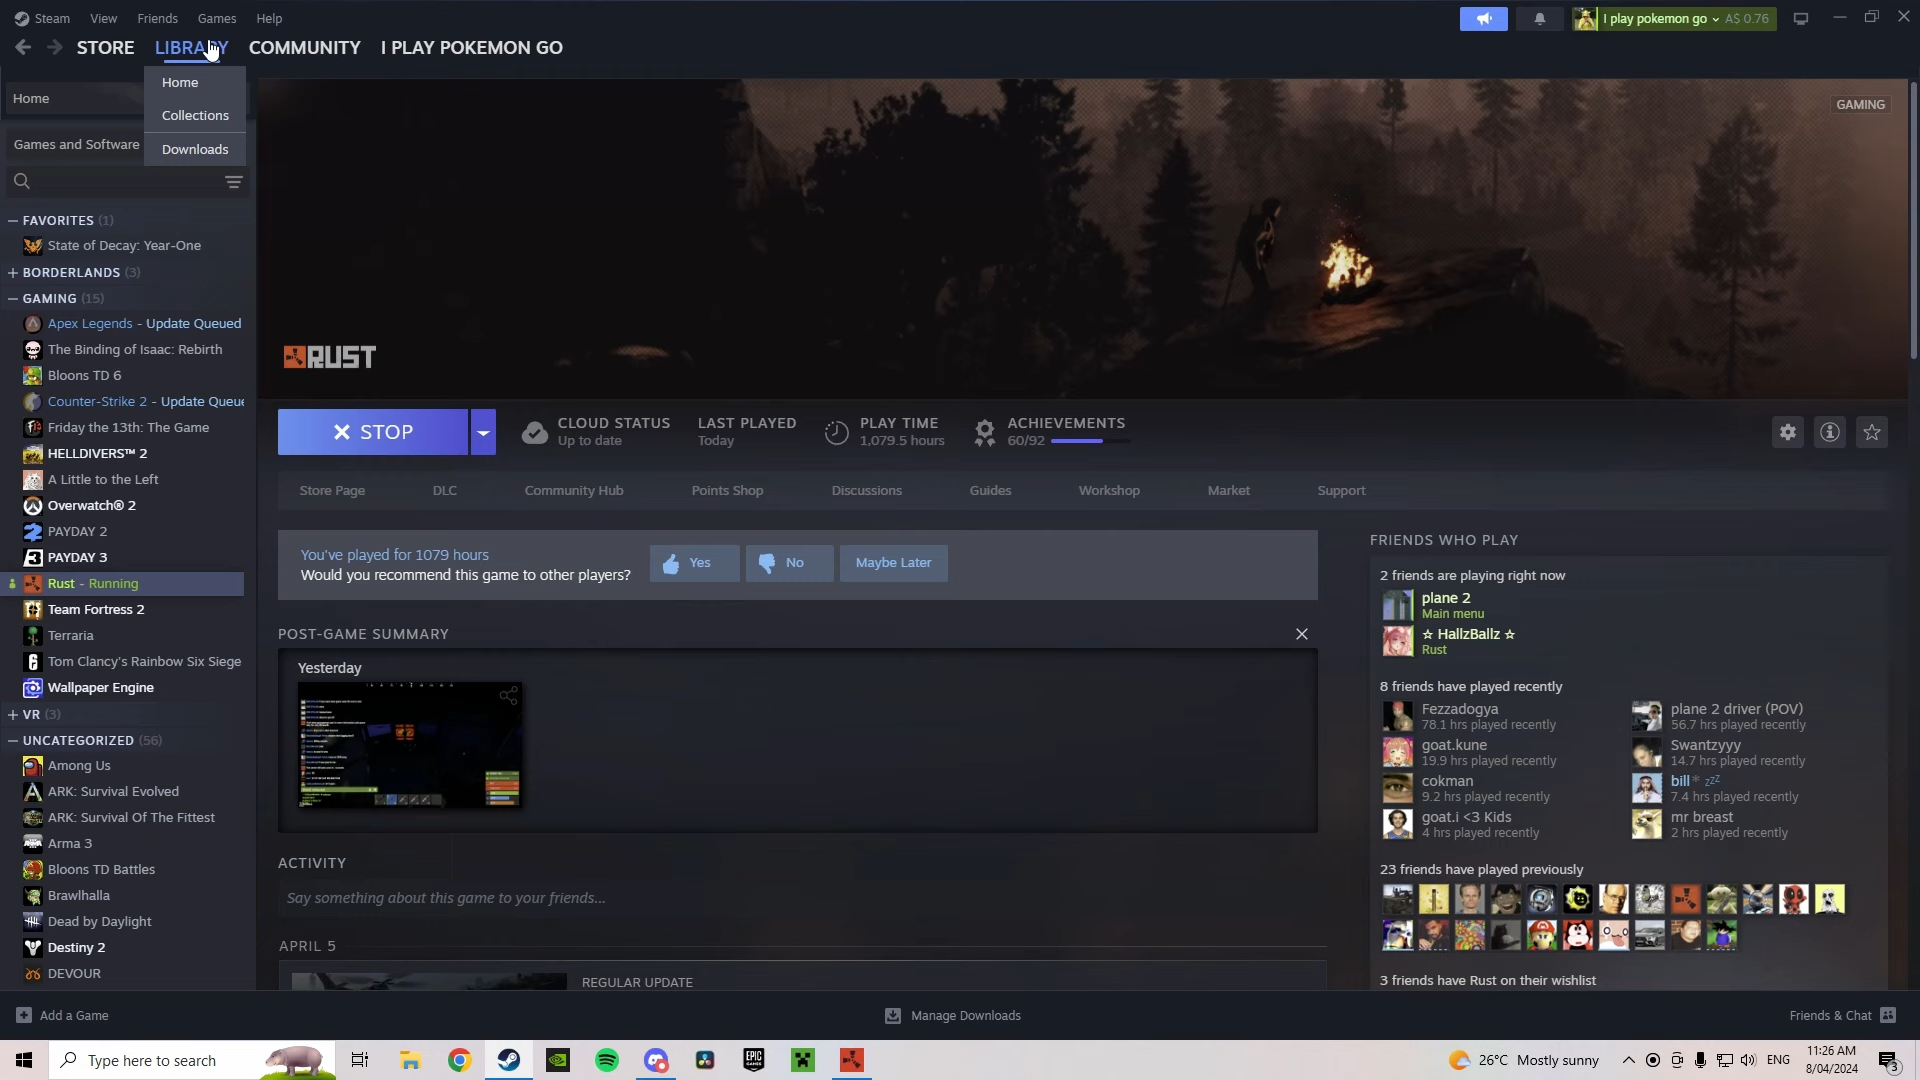 Steam View Friends Games Help
I play pokemon go A$ 0.76
STORE LIBRARY COMMUNITY I PLAY POKEMON GO
Home
Collections
Downloads
Home
Games and Software
FAVORITES (1)
State of Decay: Year-One
BORDERLANDS (3)
GAMING (15)
Apex Legends - Update Queued
The Binding of Isaac: Rebirth
Bloons TD 6
Counter-Strike 2 - Update Queue
Friday the 13th: The Game
HELLDIVERS™ 2
A Little to the Left
Overwatch® 2
PAYDAY 2
PAYDAY 3
Rust - Running
Team Fortress 2
Terraria
Tom Clancy's Rainbow Six Siege
Wallpaper Engine
VR (3)
UNCATEGORIZED (56)
Among Us
ARK: Survival Evolved
ARK: Survival Of The Fittest
Arma 3
Bloons TD Battles
Brawlhalla
Dead by Daylight
Destiny 2
DEVOUR
GAMING
RUST
STOP
CLOUD STATUS
Up to date
LAST PLAYED
Today
PLAY TIME
1,079.5 hours
ACHIEVEMENTS
60/92
Store Page DLC Community Hub Points Shop Discussions Guides Workshop Market Support
You've played for 1079 hours
Would you recommend this game to other players?
Yes No Maybe Later
POST-GAME SUMMARY
Yesterday
ACTIVITY
Say something about this game to your friends...
APRIL 5
REGULAR UPDATE
FRIENDS WHO PLAY
2 friends are playing right now
plane 2
Main menu
☆ HallzBallz ☆
Rust
8 friends have played recently
Fezzadogya
78.1 hrs played recently
plane 2 driver (POV)
56.7 hrs played recently
goat.kune
19.9 hrs played recently
Swantzyyy
14.7 hrs played recently
cokman
9.2 hrs played recently
bill* zzZ
7.4 hrs played recently
goat.i <3 Kids
4 hrs played recently
mr breast
2 hrs played recently
23 friends have played previously
3 friends have Rust on their wishlist
Add a Game
Manage Downloads
Friends & Chat
Type here to search
26°C Mostly sunny
ENG
11:26 AM
8/04/2024
3